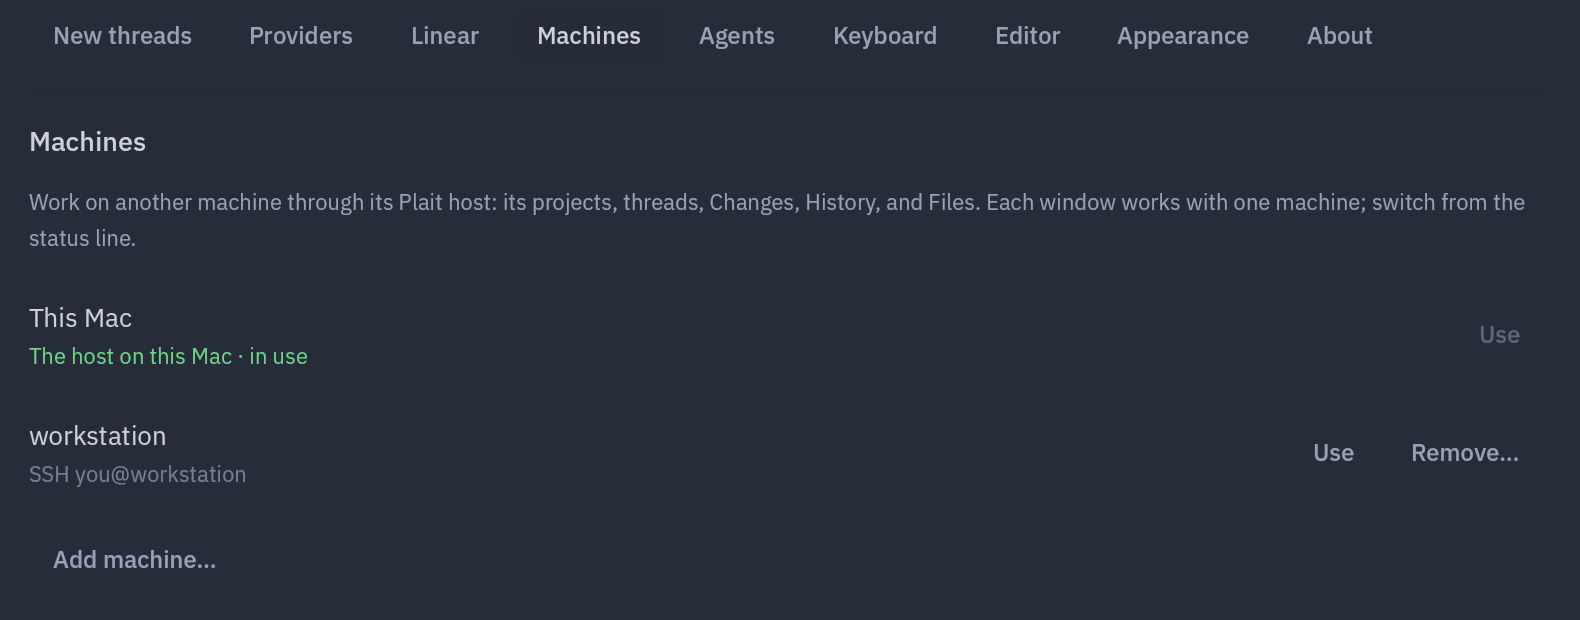 New threads Providers Linear Machines Agents Keyboard Editor Appearance About
Machines
Work on another machine through its Plait host: its projects, threads, Changes, History, and Files. Each window works with one machine; switch from the
status line.
This Mac
The host on this Mac · in use
Use
workstation
SSH you@workstation
Use Remove...
Add machine...